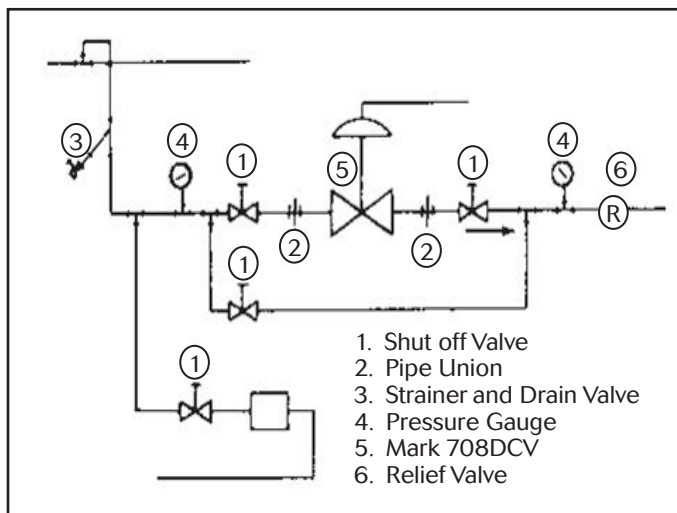 4
1
5
1
4
6
3
R
2
2
1
1
1. Shut off Valve
2. Pipe Union
3. Strainer and Drain Valve
4. Pressure Gauge
5. Mark 708DCV
6. Relief Valve